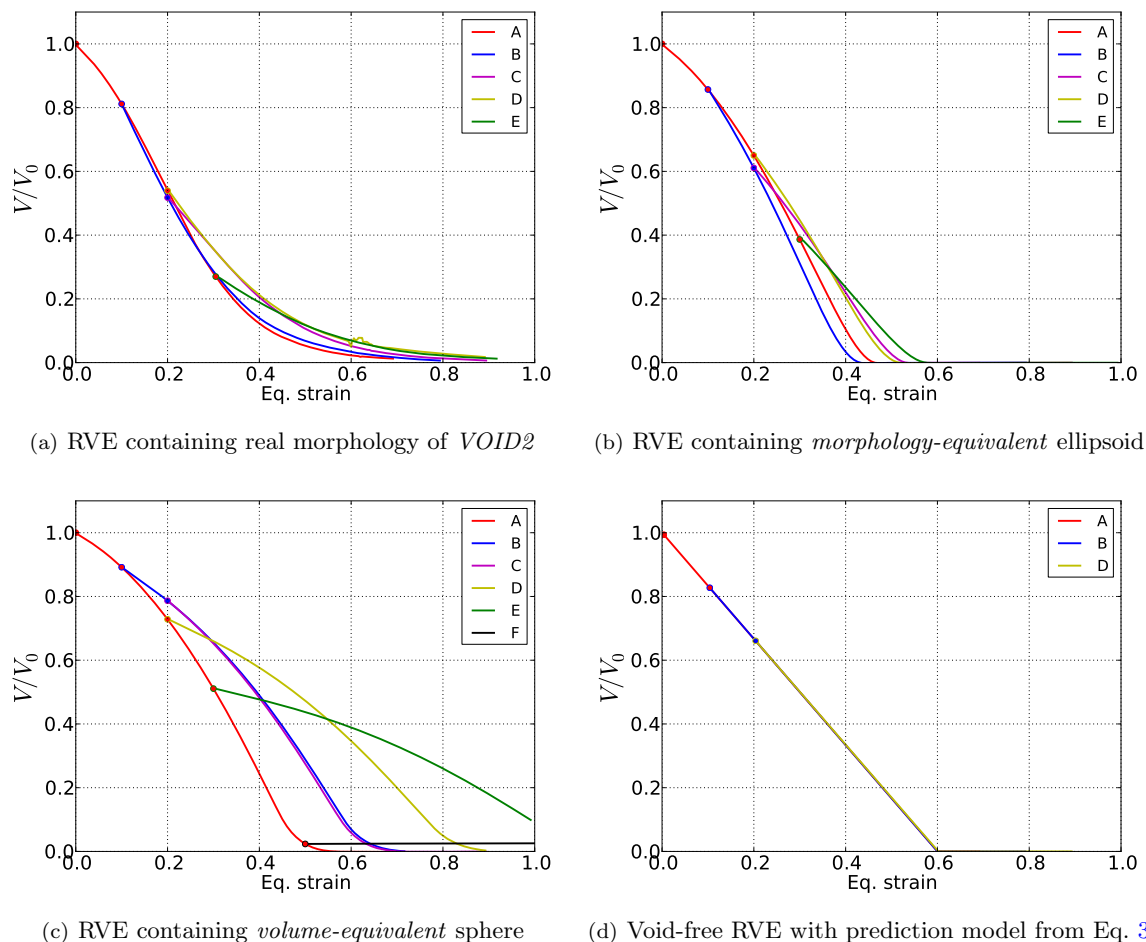 A
B
C
D
E
1.0
0.8
0.6
0.4
0.2
0.0
V/V0
0.0 0.2 0.4 0.6 0.8 1.0
Eq. strain
(a) RVE containing real morphology of VOID2
A
B
C
D
E
1.0
0.8
0.6
0.4
0.2
0.0
V/V0
0.0 0.2 0.4 0.6 0.8 1.0
Eq. strain
(b) RVE containing morphology-equivalent ellipsoid
A
B
C
D
E
F
1.0
0.8
0.6
0.4
0.2
0.0
V/V0
0.0 0.2 0.4 0.6 0.8 1.0
Eq. strain
(c) RVE containing volume-equivalent sphere
A
B
D
1.0
0.8
0.6
0.4
0.2
0.0
V/V0
0.0 0.2 0.4 0.6 0.8 1.0
Eq. strain
(d) Void-free RVE with prediction model from Eq. 3